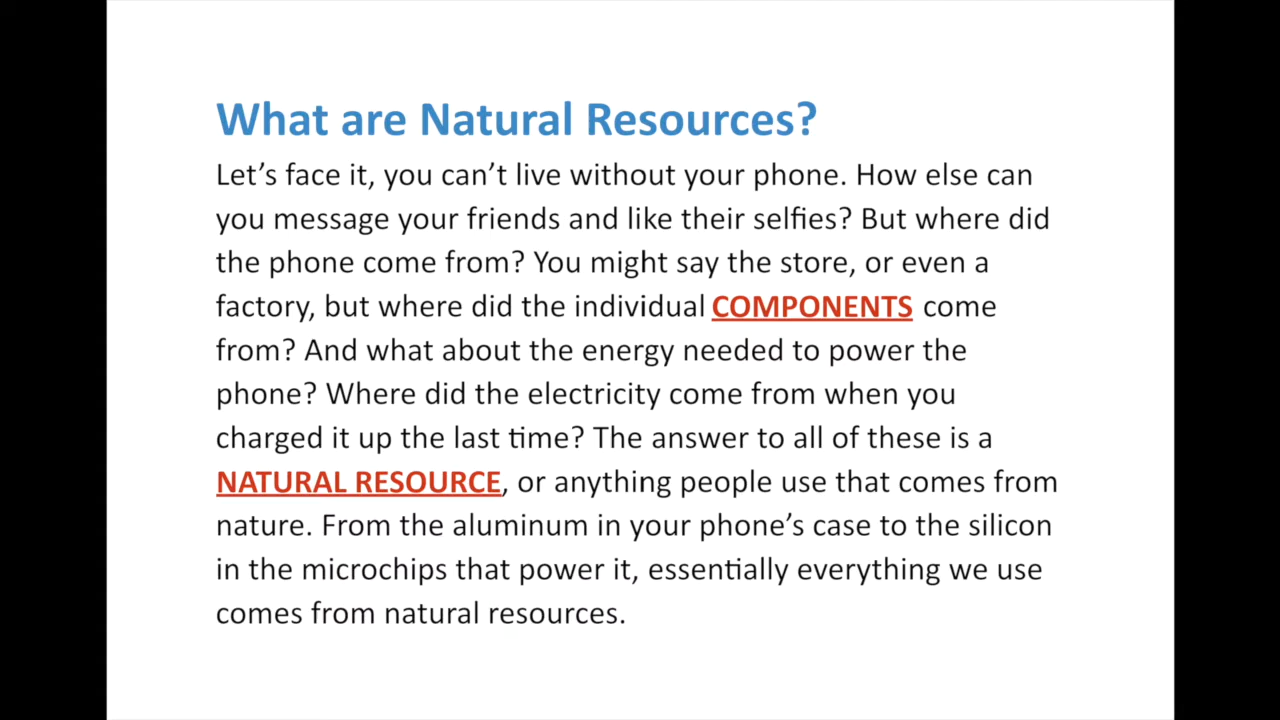 What are Natural Resources?
Let’s face it, you can’t live without your phone. How else can
you message your friends and like their selfies? But where did
the phone come from? You might say the store, or even a
factory, but where did the individual COMPONENTS come
from? And what about the energy needed to power the
phone? Where did the electricity come from when you
charged it up the last time? The answer to all of these is a
NATURAL RESOURCE, or anything people use that comes from
nature. From the aluminum in your phone’s case to the silicon
in the microchips that power it, essentially everything we use
comes from natural resources.